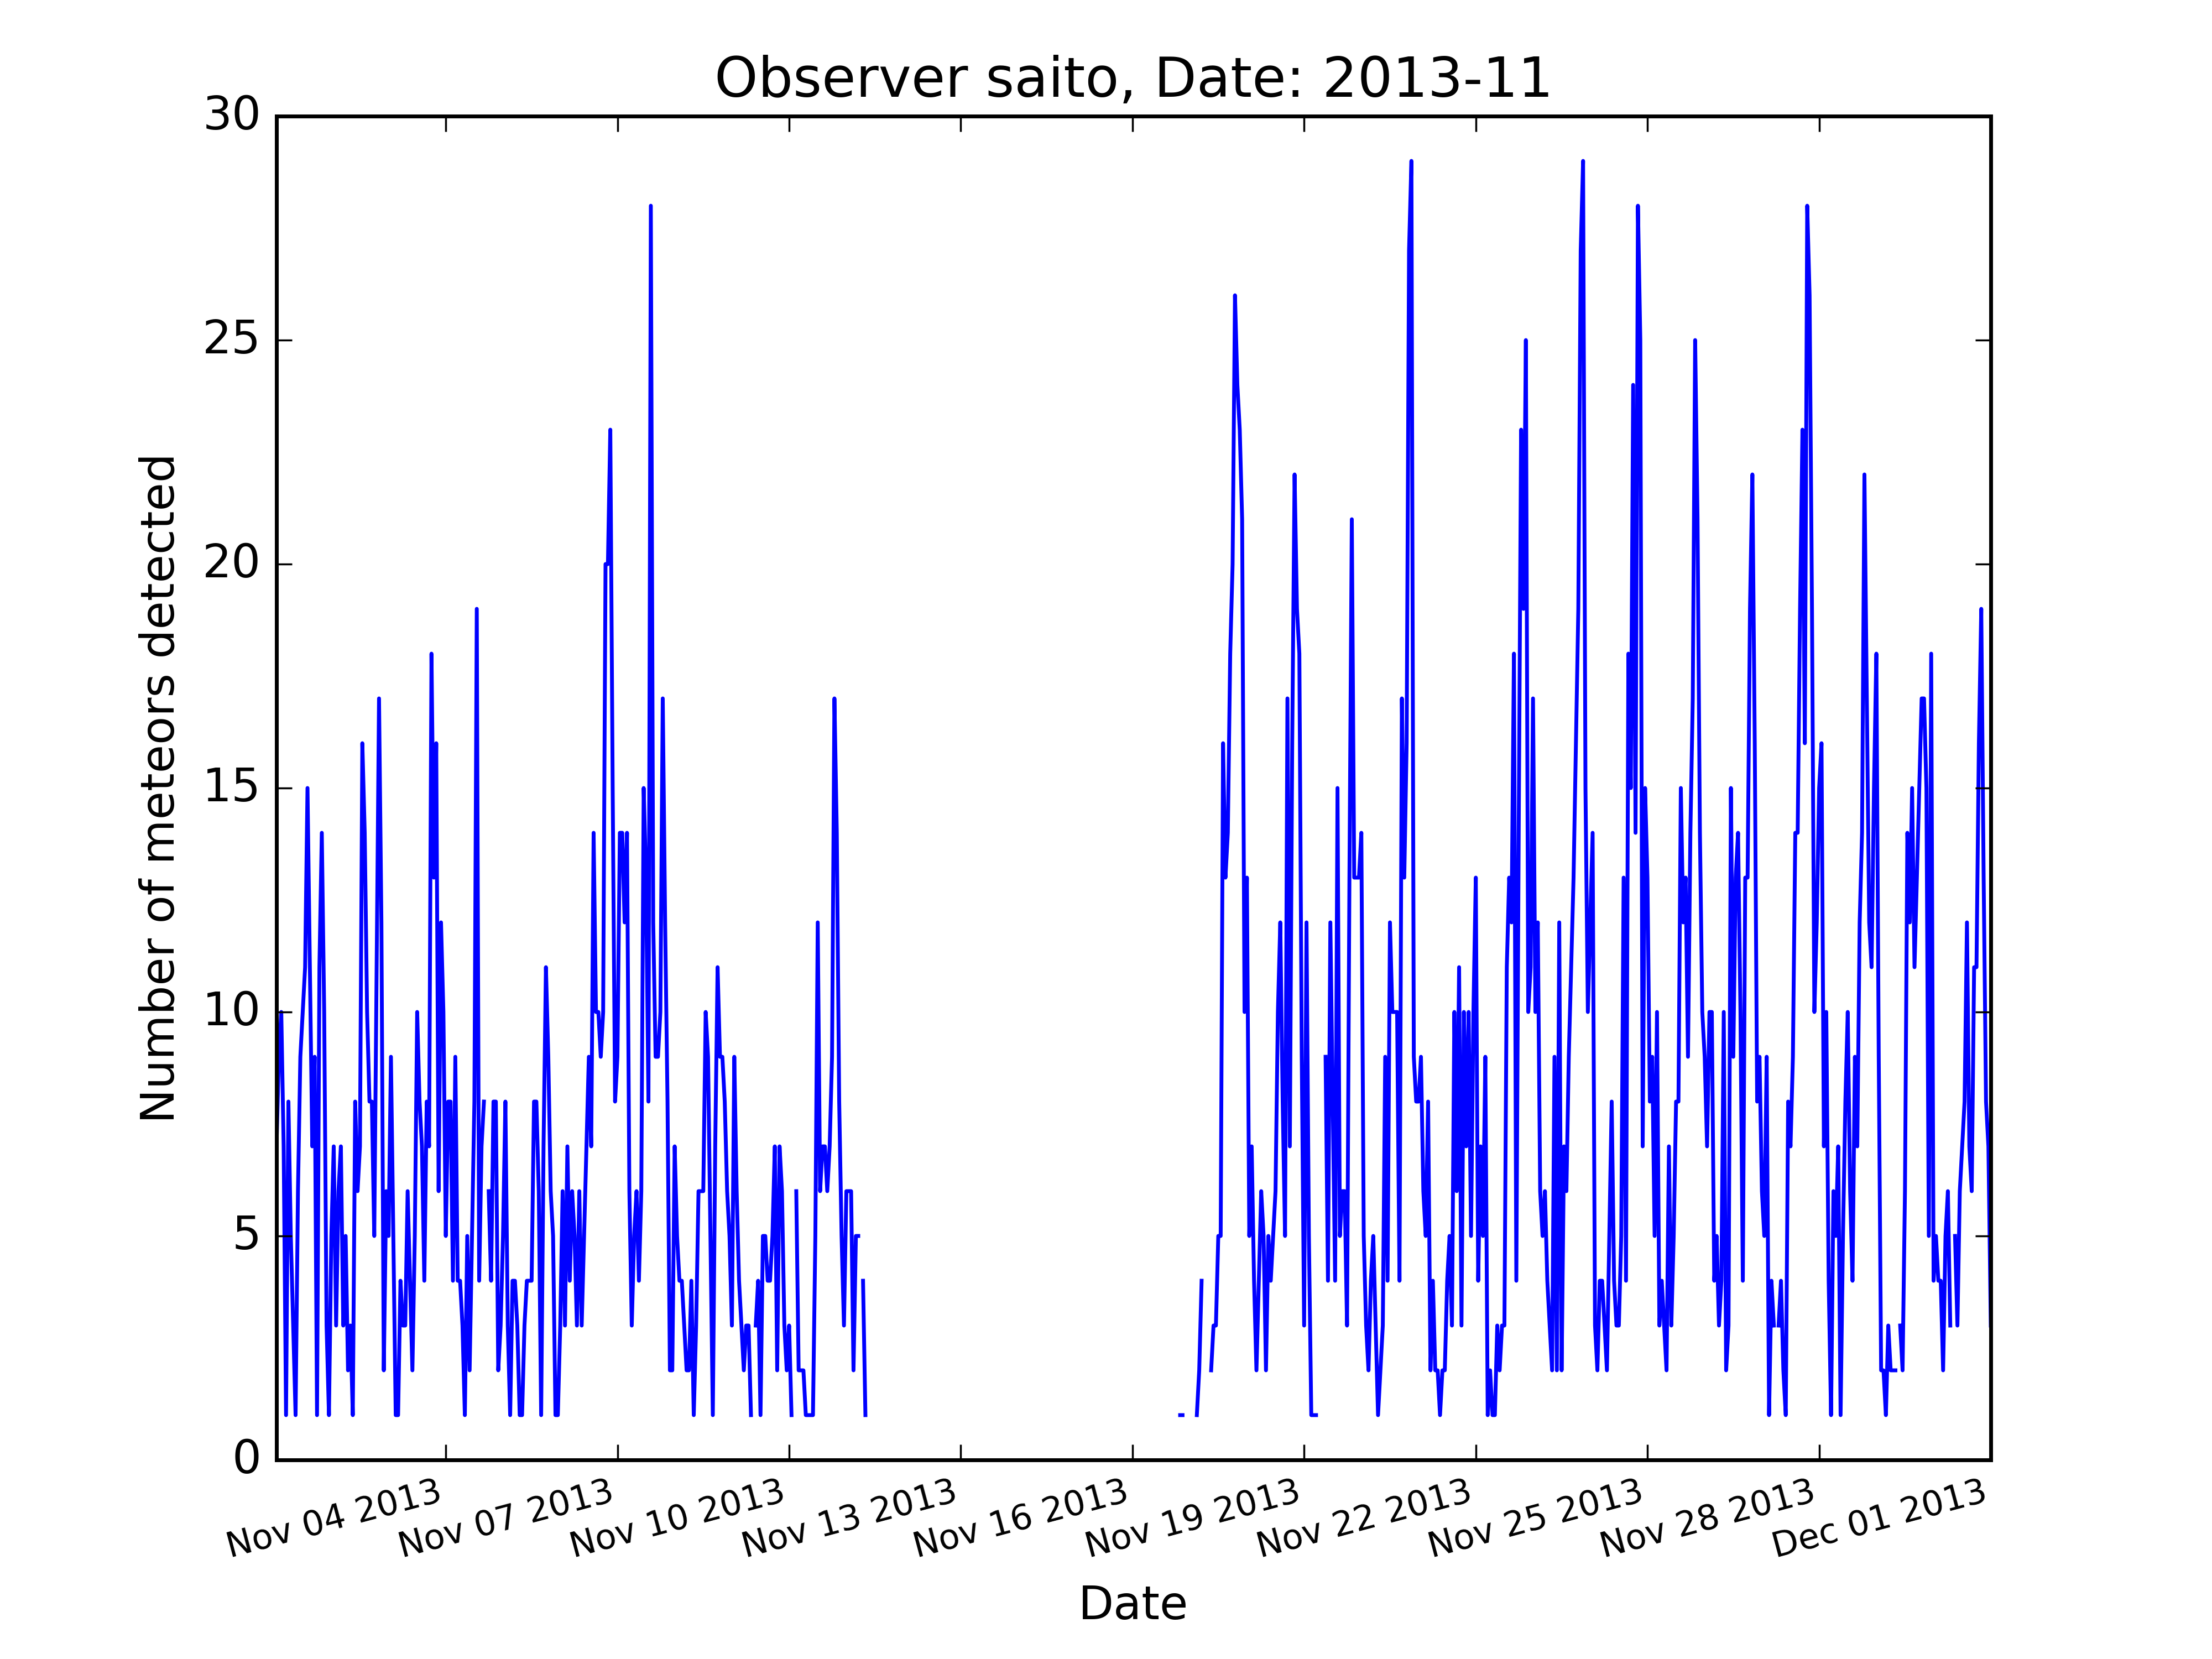 Observer saito, Date: 2013-11
30
25
20
15
10
5
0
Number of meteors detected
Nov 04 2013
Nov 07 2013
Nov 10 2013
Nov 13 2013
Nov 16 2013
Nov 19 2013
Nov 22 2013
Nov 25 2013
Nov 28 2013
Dec 01 2013
Date